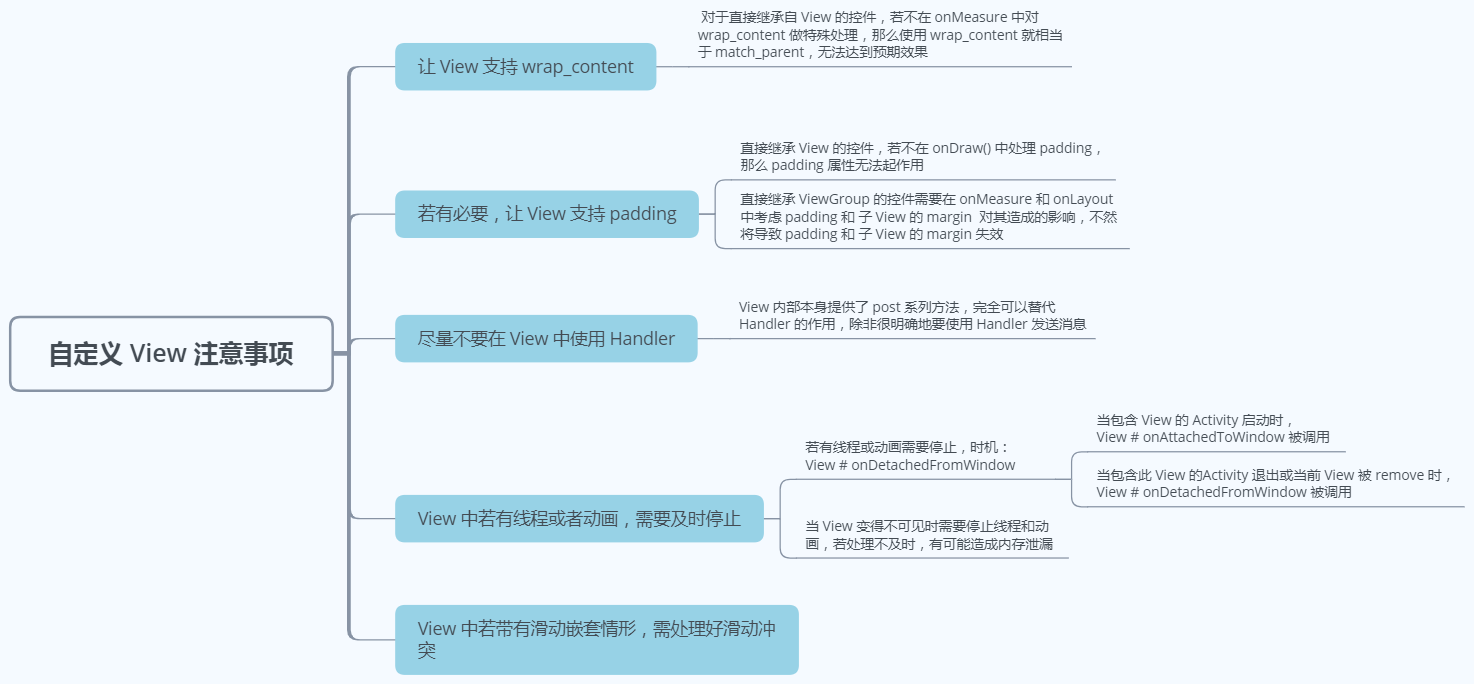 自定义 View 注意事项
让 View 支持 wrap_content
对于直接继承自 View 的控件，若不在 onMeasure 中对
wrap_content 做特殊处理，那么使用 wrap_content 就相当
于 match_parent，无法达到预期效果
若有必要，让 View 支持 padding
直接继承 View 的控件，若不在 onDraw() 中处理 padding，
那么 padding 属性无法起作用
直接继承 ViewGroup 的控件需要在 onMeasure 和 onLayout
中考虑 padding 和 子 View 的 margin 对其造成的影响，不然
将导致 padding 和 子 View 的 margin 失效
尽量不要在 View 中使用 Handler
View 内部本身提供了 post 系列方法，完全可以替代
Handler 的作用，除非很明确地要使用 Handler 发送消息
View 中若有线程或者动画，需要及时停止
若有线程或动画需要停止，时机：
View # onDetachedFromWindow
当包含 View 的 Activity 启动时，
View # onAttachedToWindow 被调用
当包含此 View 的Activity 退出或当前 View 被 remove 时，
View # onDetachedFromWindow 被调用
当 View 变得不可见时需要停止线程和动
画，若处理不及时，有可能造成内存泄漏
View 中若带有滑动嵌套情形，需处理好滑动冲
突